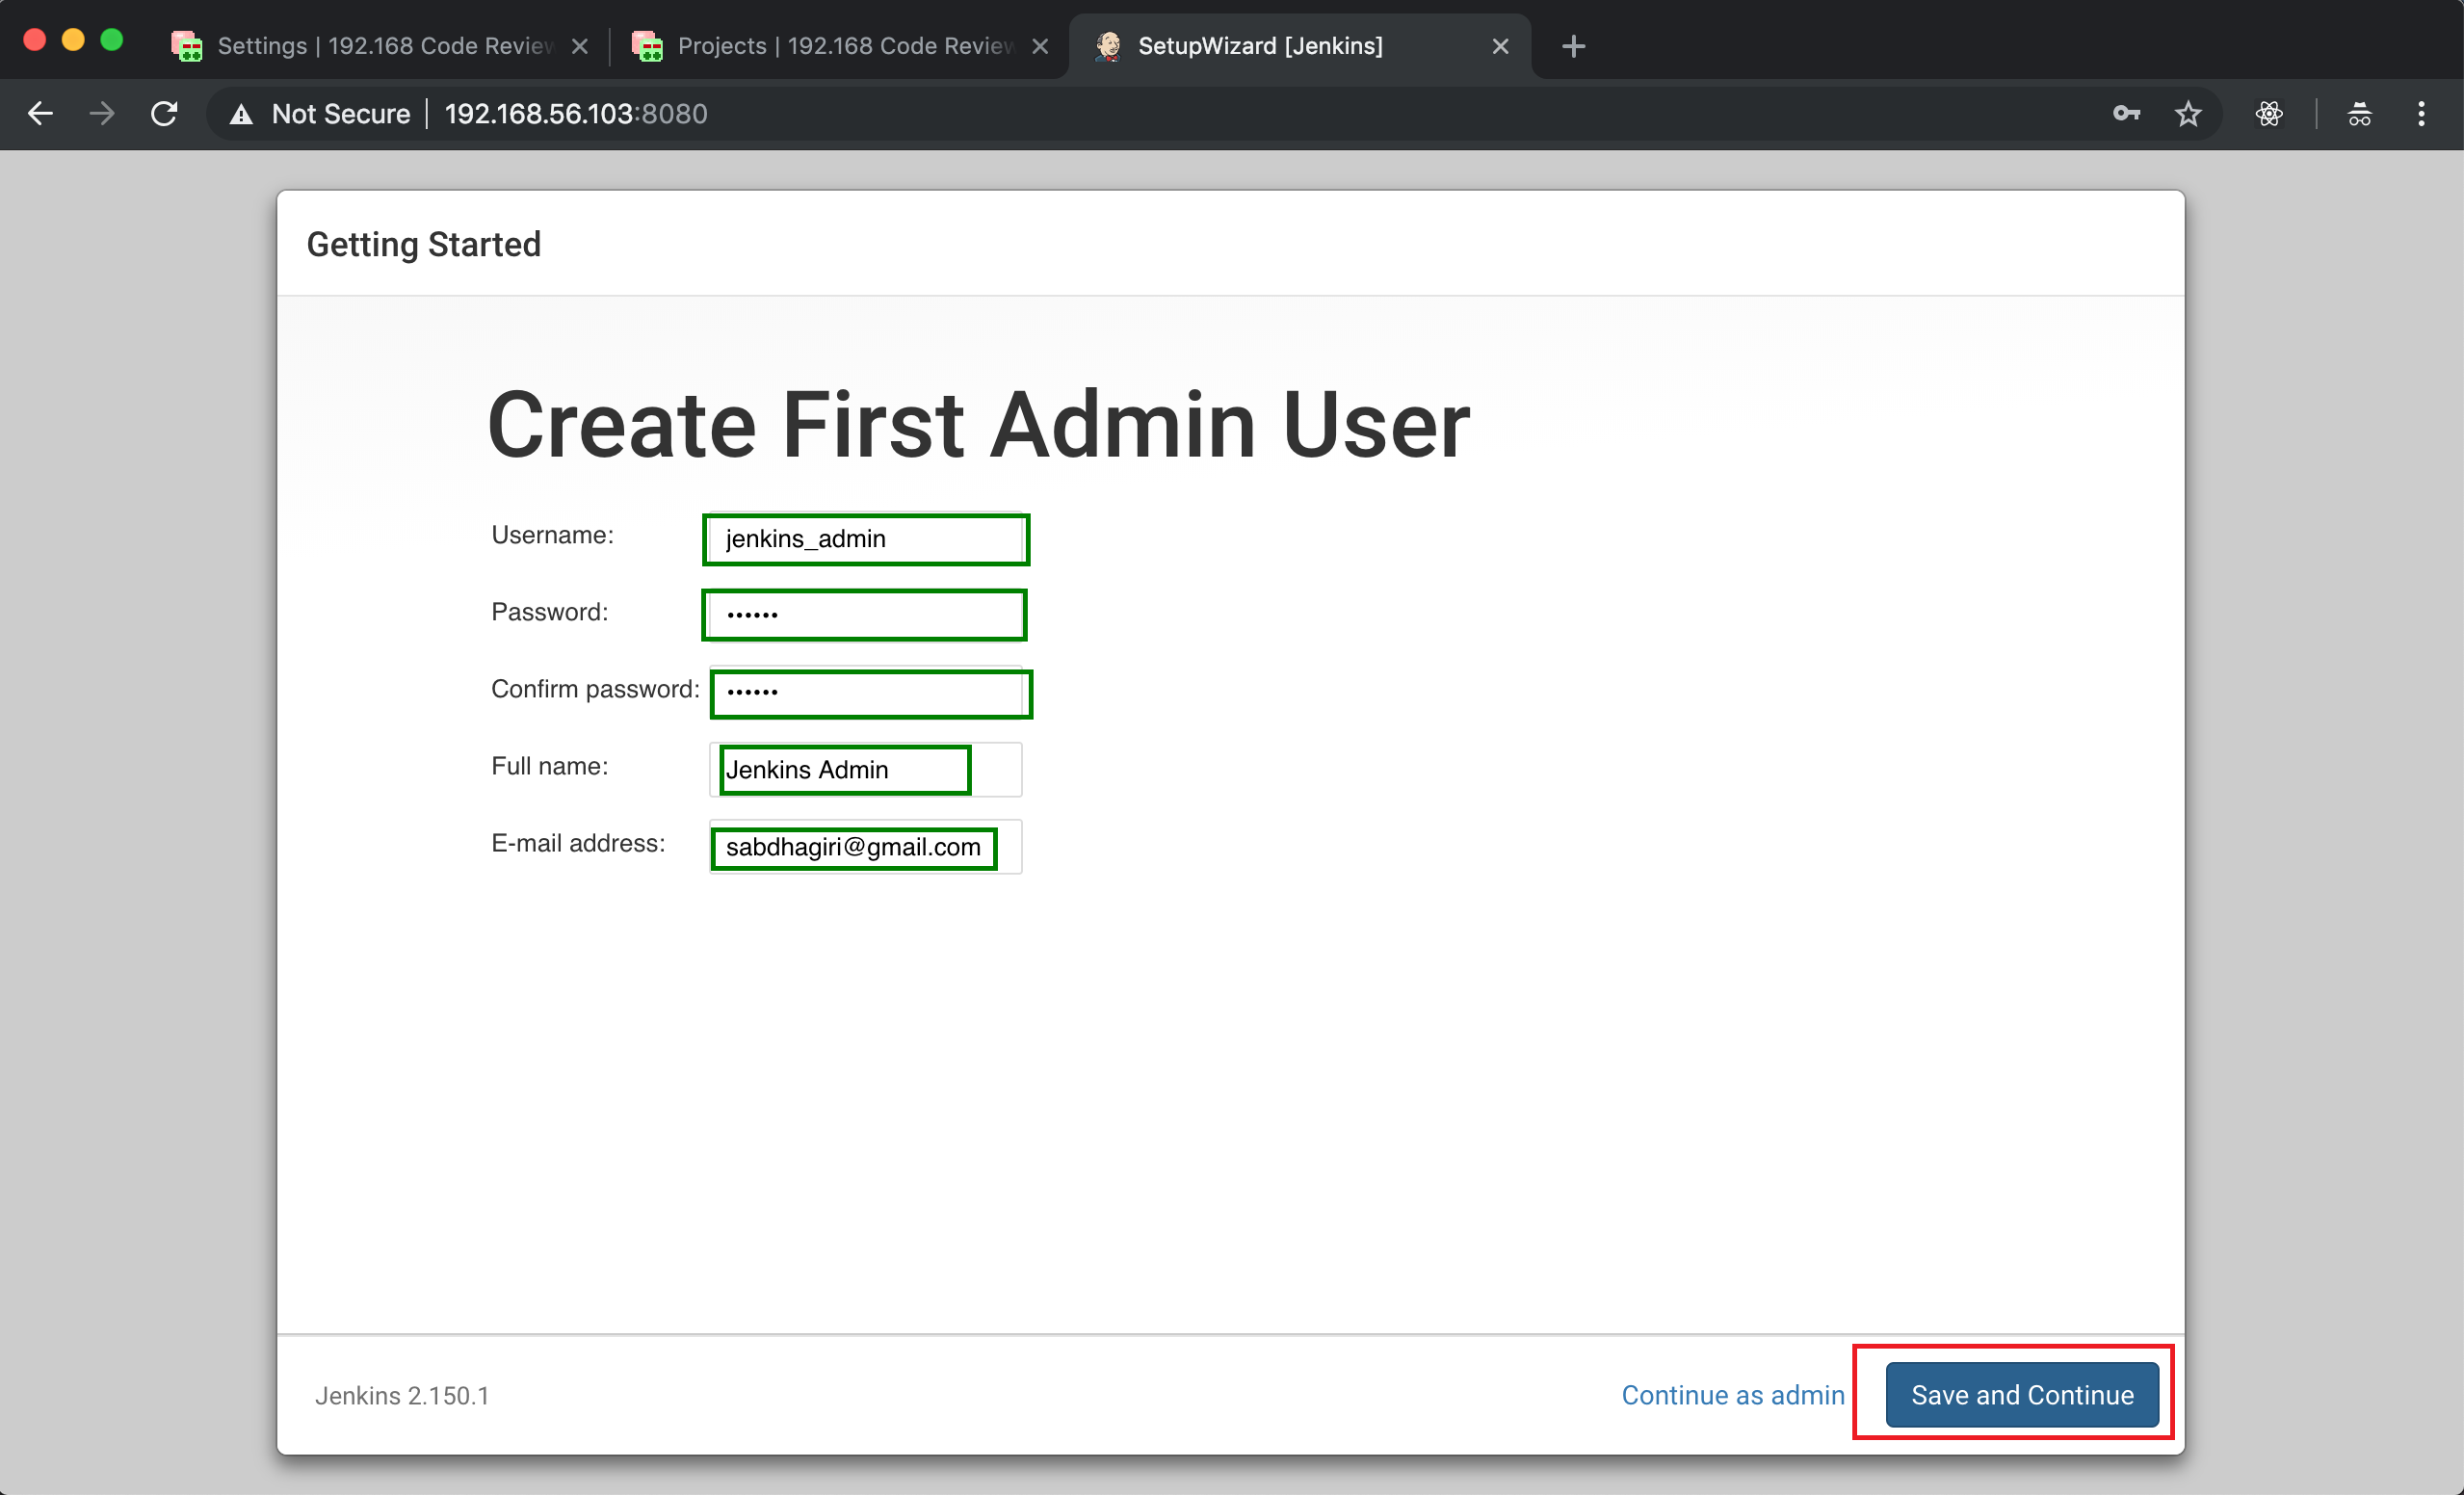 Settings | 192.168 Code Review
Projects | 192.168 Code Review
SetupWizard [Jenkins]
Not Secure
192.168.56.103:8080
Getting Started
Create First Admin User
Username: jenkins_admin
Password: ••••••
Confirm password: ••••••
Full name: Jenkins Admin
E-mail address: sabdhagiri@gmail.com
Jenkins 2.150.1
Continue as admin
Save and Continue